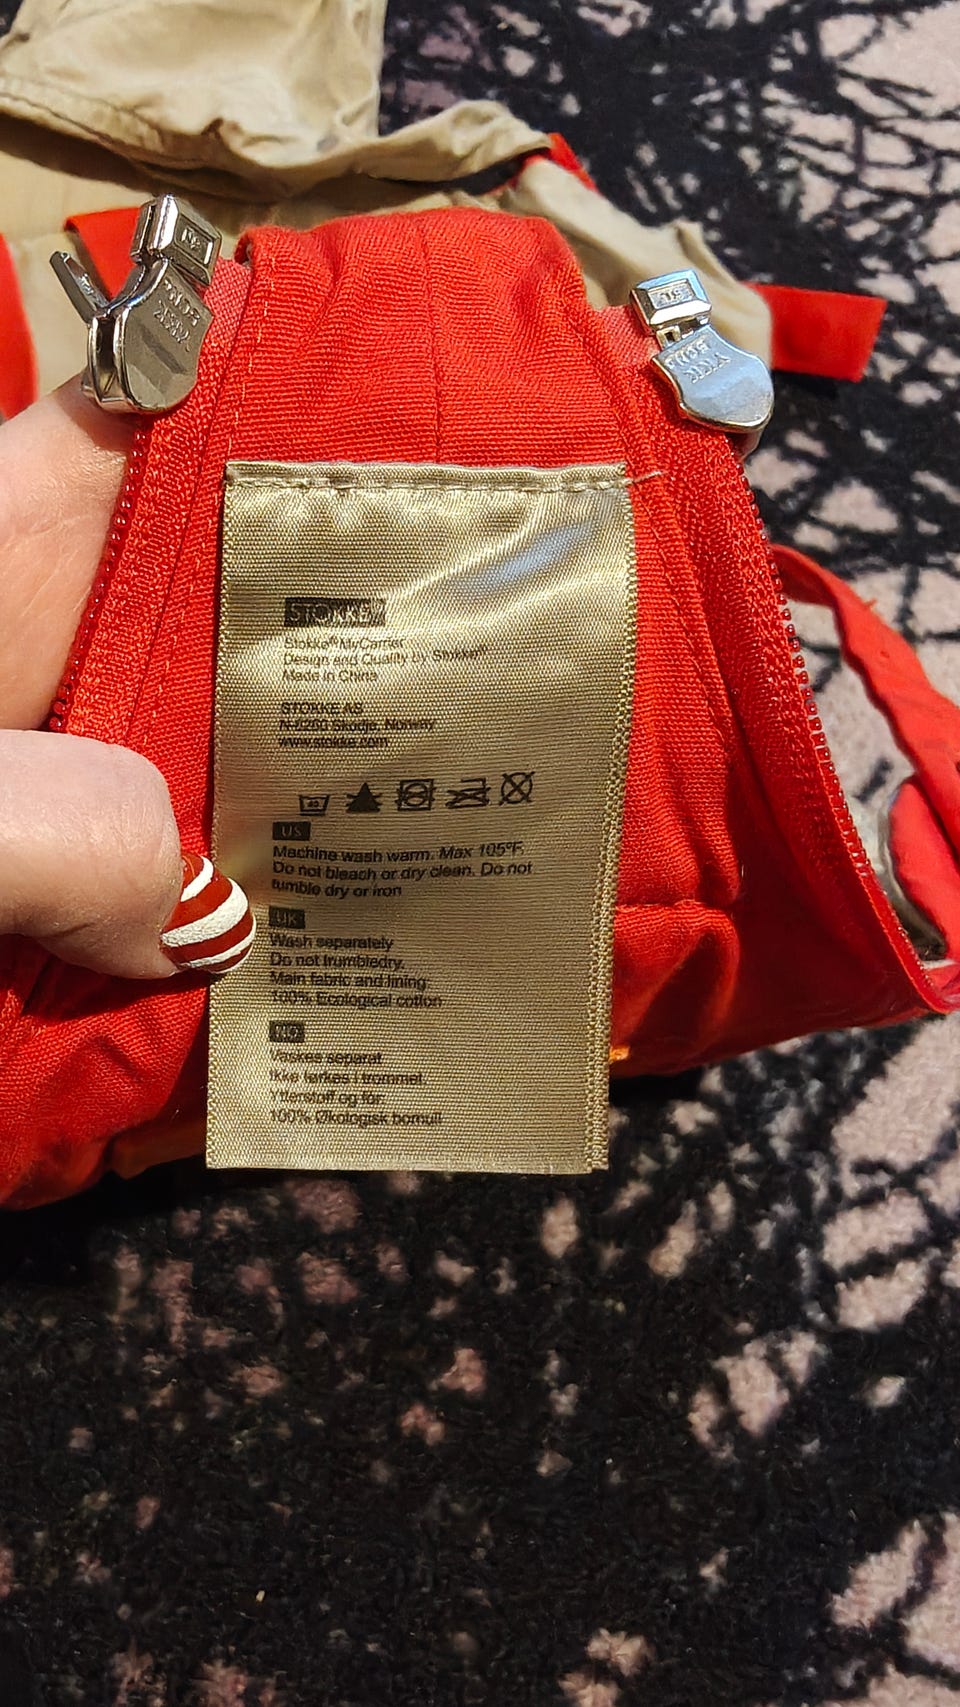 YKK
STOKKE
Stokke® MyCarrier
Design and Quality by Stokke®
Made in China
STOKKE AS
N-6260 Skodje, Norway
www.stokke.com
40
US
Machine wash warm. Max 105°F.
Do not bleach or dry clean. Do not
tumble dry or iron
UK
Wash separately
Do not trumbledry.
Main fabric and lining:
100% Ecological cotton
NO
Vaskes separat
Ikke tørkes i trommel.
Ytterstoff og fór:
100% Økologisk bomull